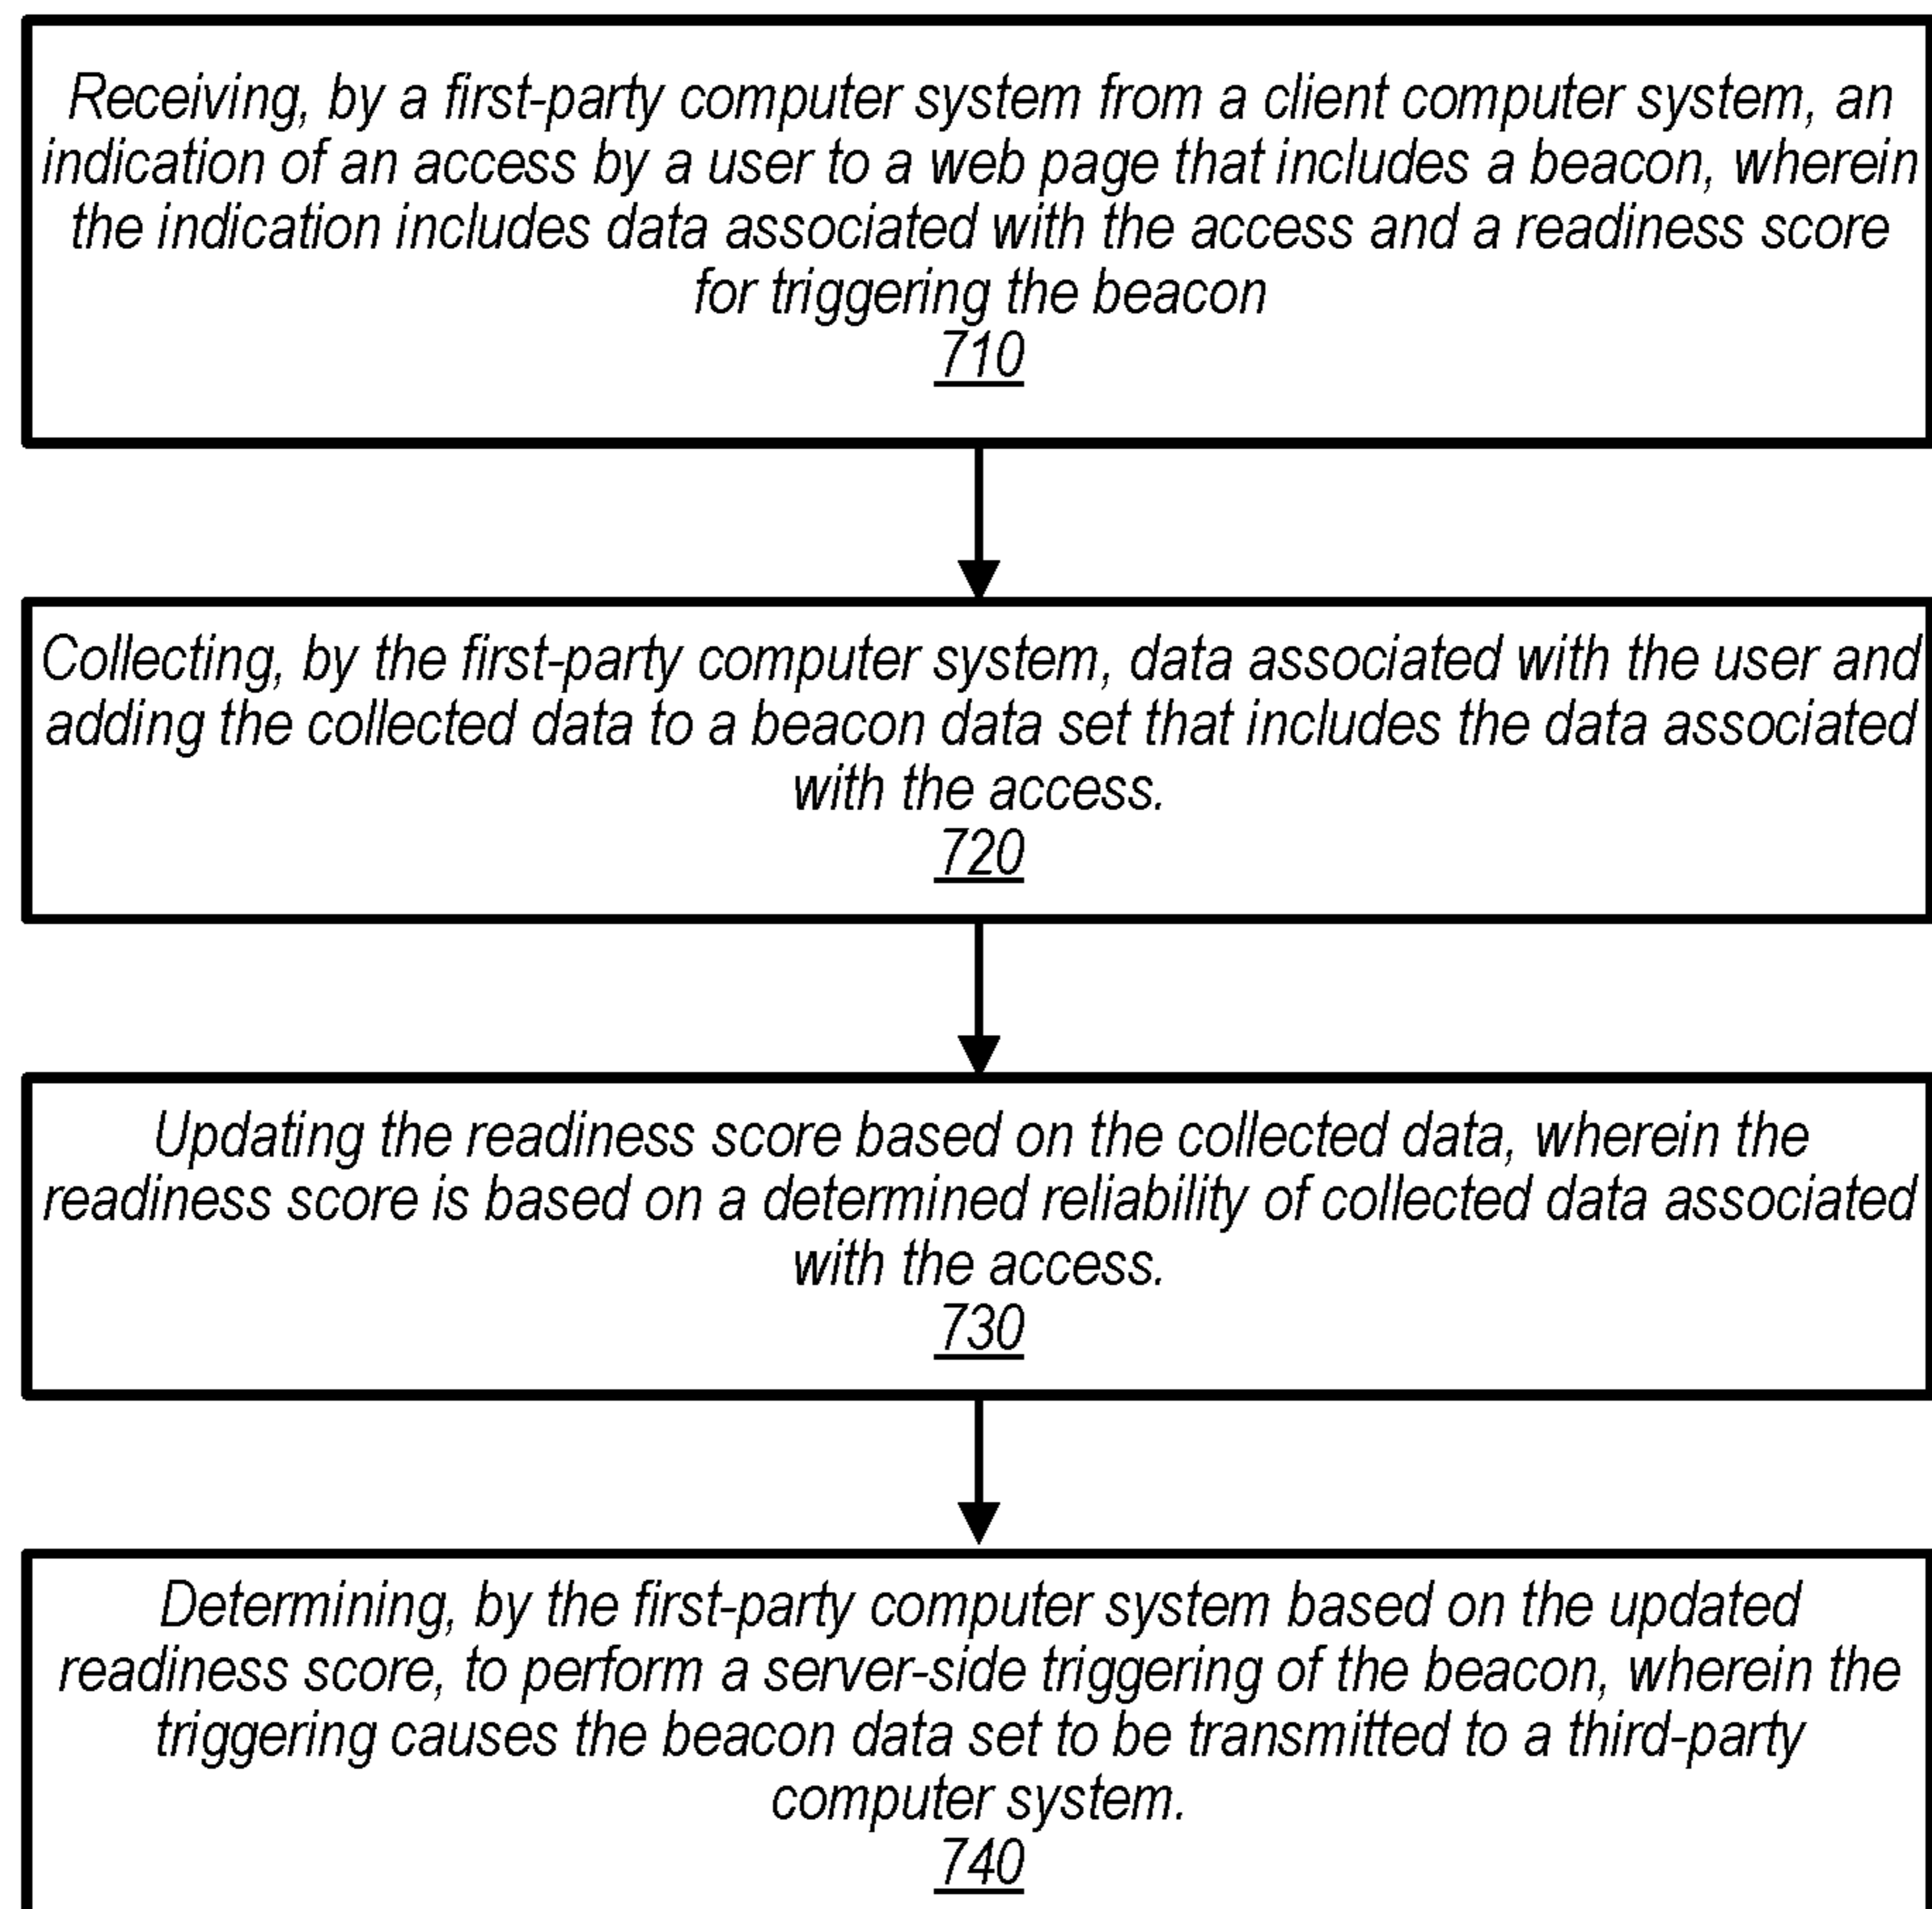 Receiving, by a first-party computer system from a client computer system, an
indication of an access by a user to a web page that includes a beacon, wherein
the indication includes data associated with the access and a readiness score
for triggering the beacon
710
Collecting, by the first-party computer system, data associated with the user and
adding the collected data to a beacon data set that includes the data associated
with the access.
720
Updating the readiness score based on the collected data, wherein the
readiness score is based on a determined reliability of collected data associated
with the access.
730
Determining, by the first-party computer system based on the updated
readiness score, to perform a server-side triggering of the beacon, wherein the
triggering causes the beacon data set to be transmitted to a third-party
computer system.
740